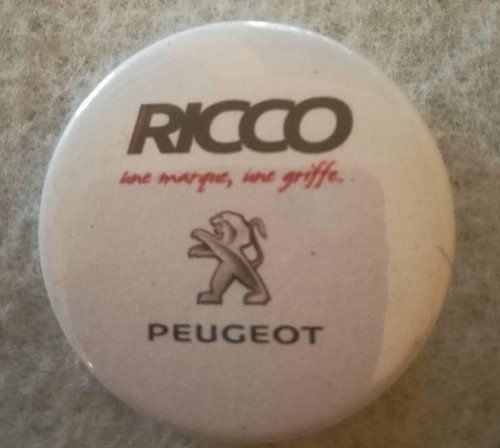 RICCO
une marque, une griffe.
PEUGEOT